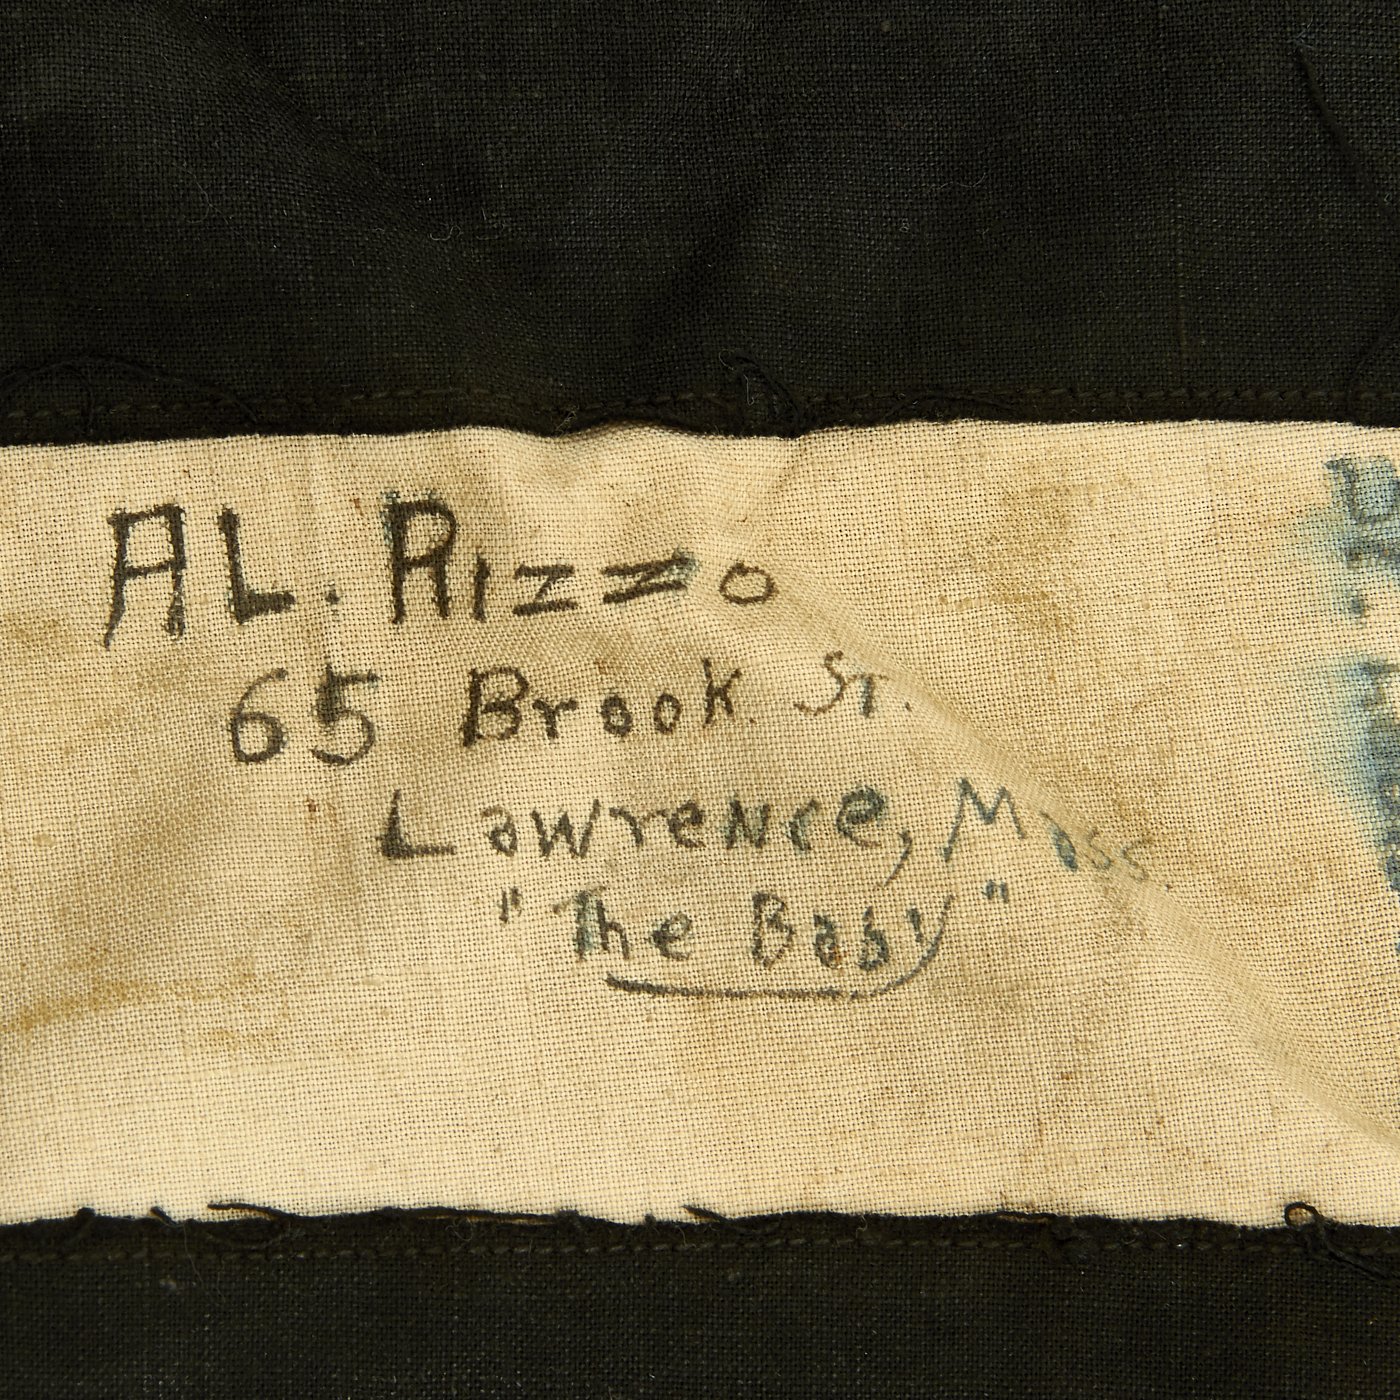 AL. Rizzo
65 Brook. St.
Lawrence, Mass.
"The Baby"